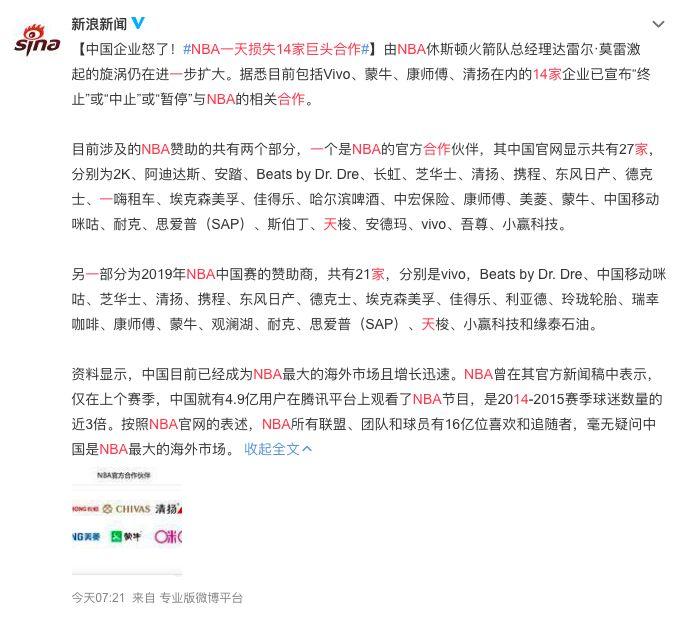 sina
新浪新闻
【中国企业怒了！#NBA一天损失14家巨头合作#】由NBA休斯顿火箭队总经理达雷尔·莫雷激
起的旋涡仍在进一步扩大。据悉目前包括Vivo、蒙牛、康师傅、清扬在内的14家企业已宣布“终
止”或“中止”或“暂停”与NBA的相关合作。
目前涉及的NBA赞助的共有两个部分，一个是NBA的官方合作伙伴，其中国官网显示共有27家，
分别为2K、阿迪达斯、安踏、Beats by Dr. Dre、长虹、芝华士、清扬、携程、东风日产、德克
士、一嗨租车、埃克森美孚、佳得乐、哈尔滨啤酒、中宏保险、康师傅、美菱、蒙牛、中国移动
咪咕、耐克、思爱普（SAP）、斯伯丁、天梭、安德玛、vivo、吾尊、小赢科技。
另一部分为2019年NBA中国赛的赞助商，共有21家，分别是vivo，Beats by Dr. Dre、中国移动咪
咕、芝华士、清扬、携程、东风日产、德克士、埃克森美孚、佳得乐、利亚德、玲珑轮胎、瑞幸
咖啡、康师傅、蒙牛、观澜湖、耐克、思爱普（SAP）、天梭、小赢科技和缘泰石油。
资料显示，中国目前已经成为NBA最大的海外市场且增长迅速。NBA曾在其官方新闻稿中表示，
仅在上个赛季，中国就有4.9亿用户在腾讯平台上观看了NBA节目，是2014-2015赛季球迷数量的
近3倍。按照NBA官网的表述，NBA所有联盟、团队和球员有16亿位喜欢和追随者，毫无疑问中
国是NBA最大的海外市场。 收起全文
NBA官方合作伙伴
HONG长虹 CHIVAS 清扬
NG美菱 蒙牛 咪
今天07:21 来自 专业版微博平台